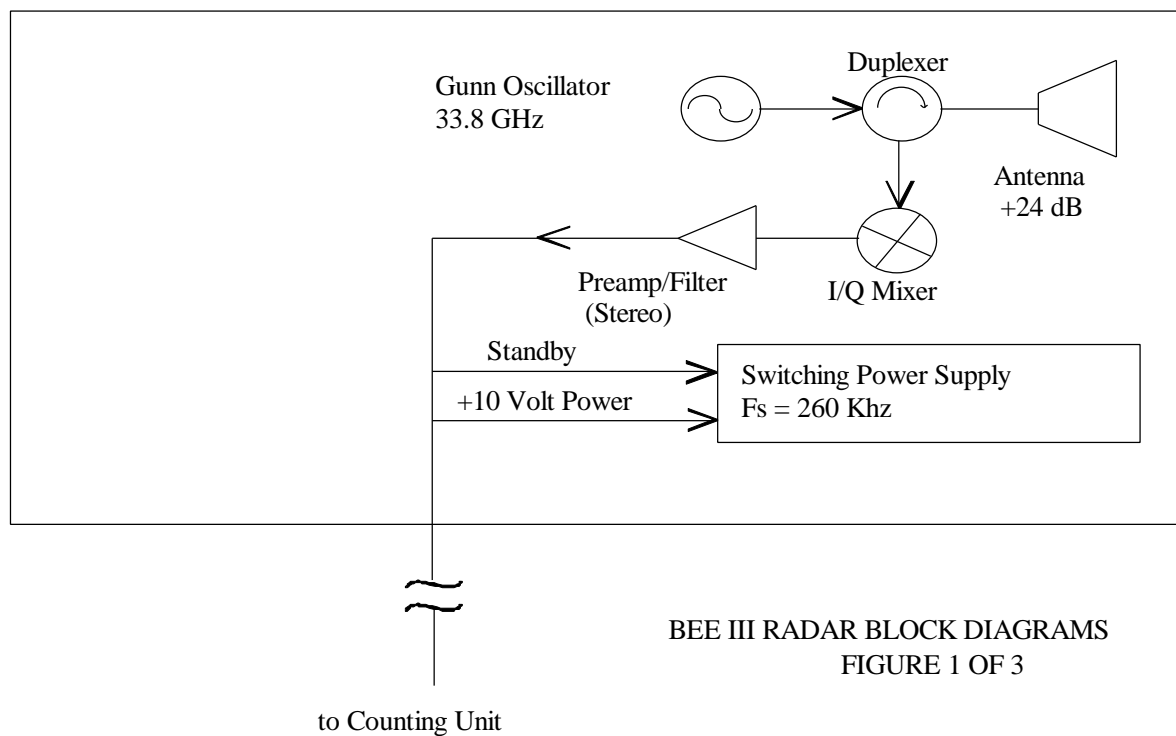 Duplexer
Gunn Oscillator
33.8 GHz
Antenna
+24 dB
I/Q Mixer
Preamp/Filter
(Stereo)
Standby
+10 Volt Power
Switching Power Supply
Fs = 260 Khz
BEE III RADAR BLOCK DIAGRAMS
FIGURE 1 OF 3
to Counting Unit